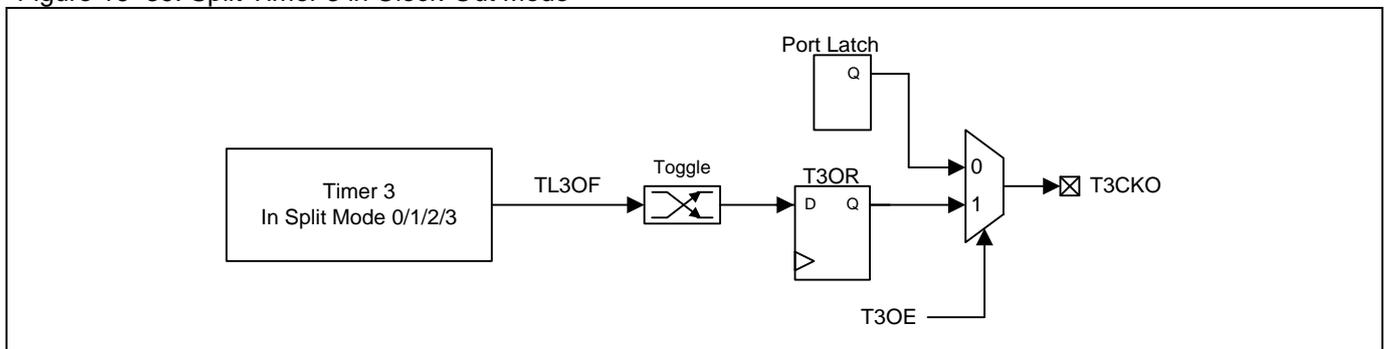 Port Latch
Q
Timer 3
In Split Mode 0/1/2/3
TL3OF
Toggle
T3OR
D Q
0
1
T3CKO
T3OE